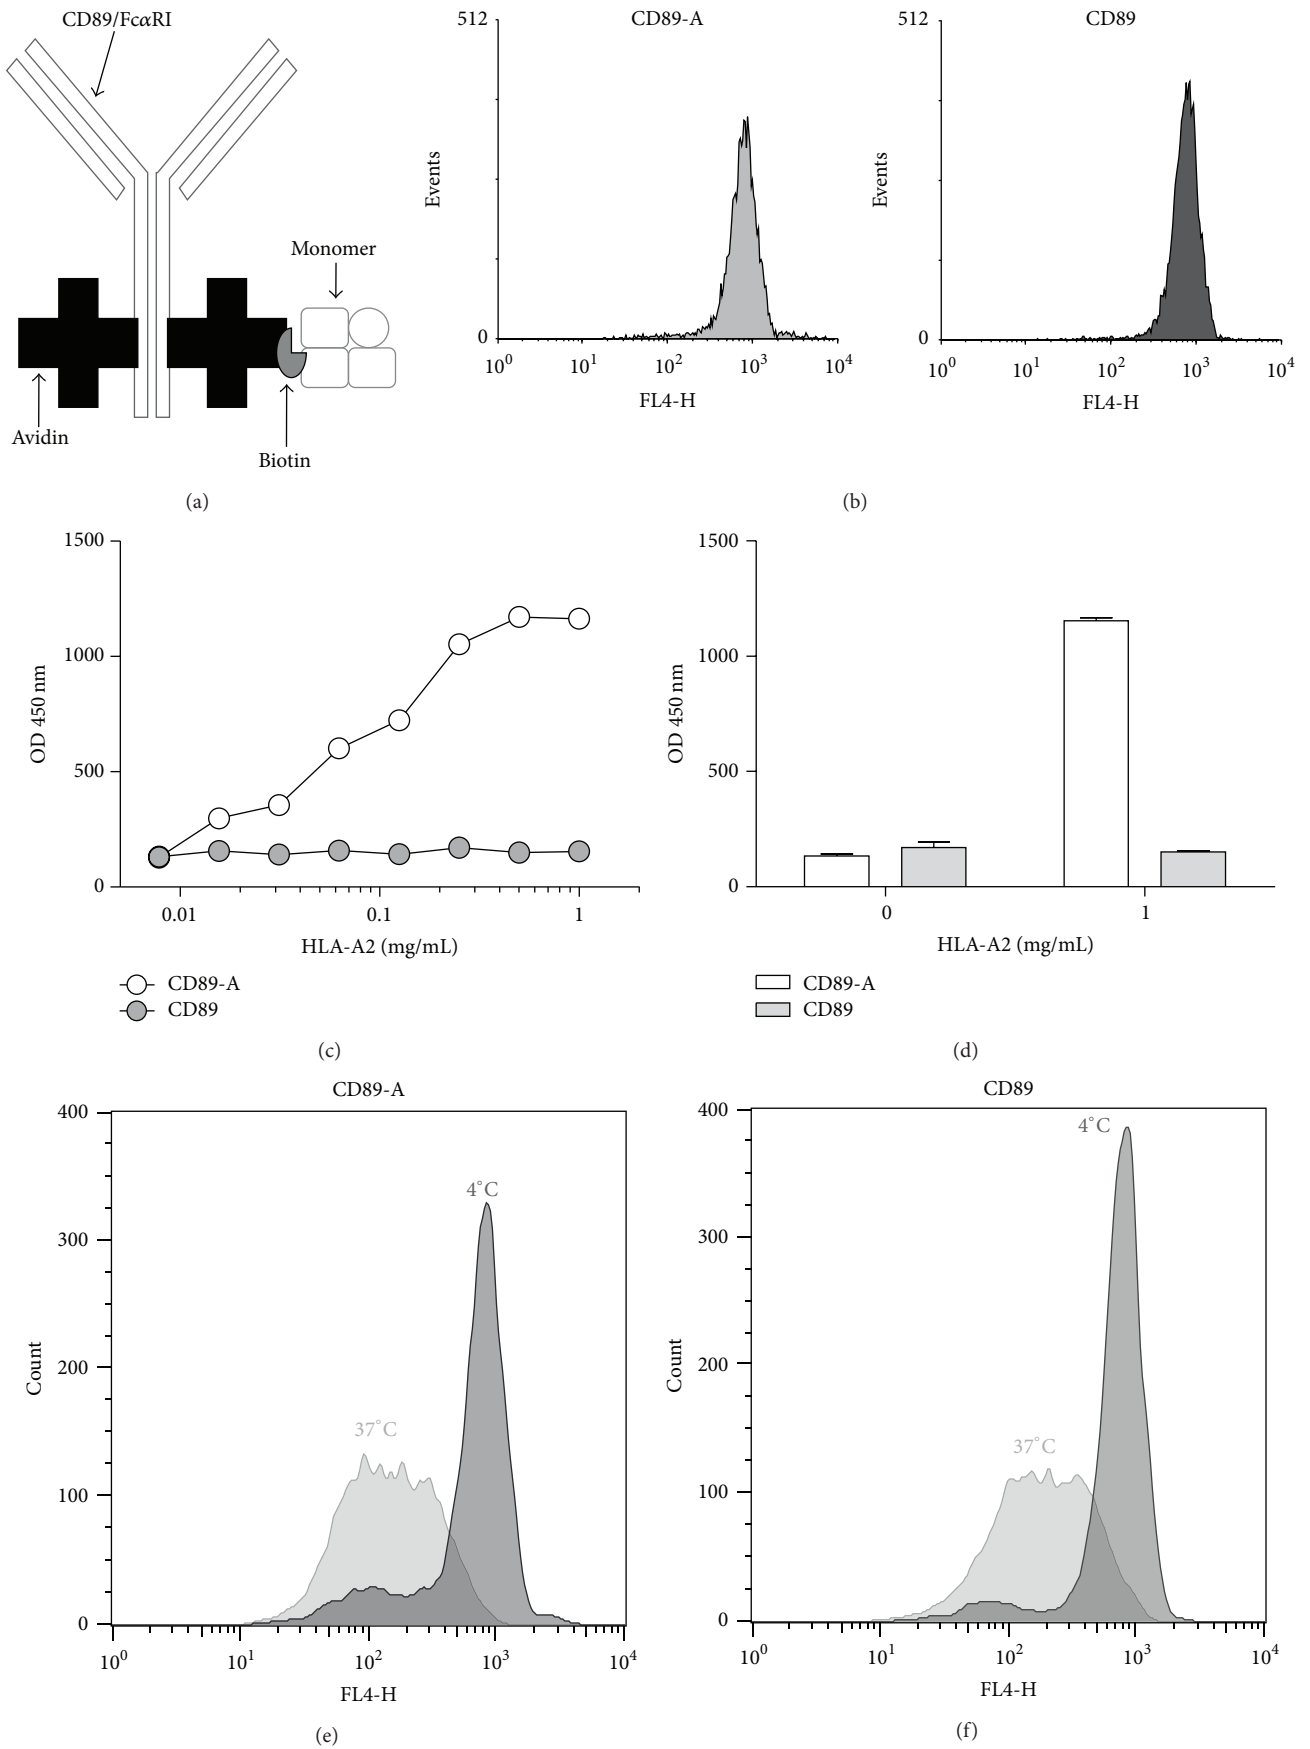 CD89/FcαRI
Monomer
Avidin
Biotin
(a)
CD89-A
512
Events
0
10⁰ 10¹ 10² 10³ 10⁴
FL4-H
CD89
512
Events
0
10⁰ 10¹ 10² 10³ 10⁴
FL4-H
(b)
1500
1000
500
0
OD 450 nm
0.01 0.1 1
HLA-A2 (mg/mL)
CD89-A
CD89
(c)
1500
1000
500
0
OD 450 nm
0 1
HLA-A2 (mg/mL)
CD89-A
CD89
(d)
CD89-A
400
300
200
100
0
Count
4°C
37°C
10⁰ 10¹ 10² 10³ 10⁴
FL4-H
(e)
CD89
400
300
200
100
0
Count
4°C
37°C
10⁰ 10¹ 10² 10³ 10⁴
FL4-H
(f)